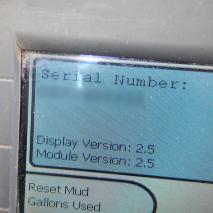 Serial Number:
Display Version: 2.5
Module Version: 2.5
Reset Mud
Gallons Used